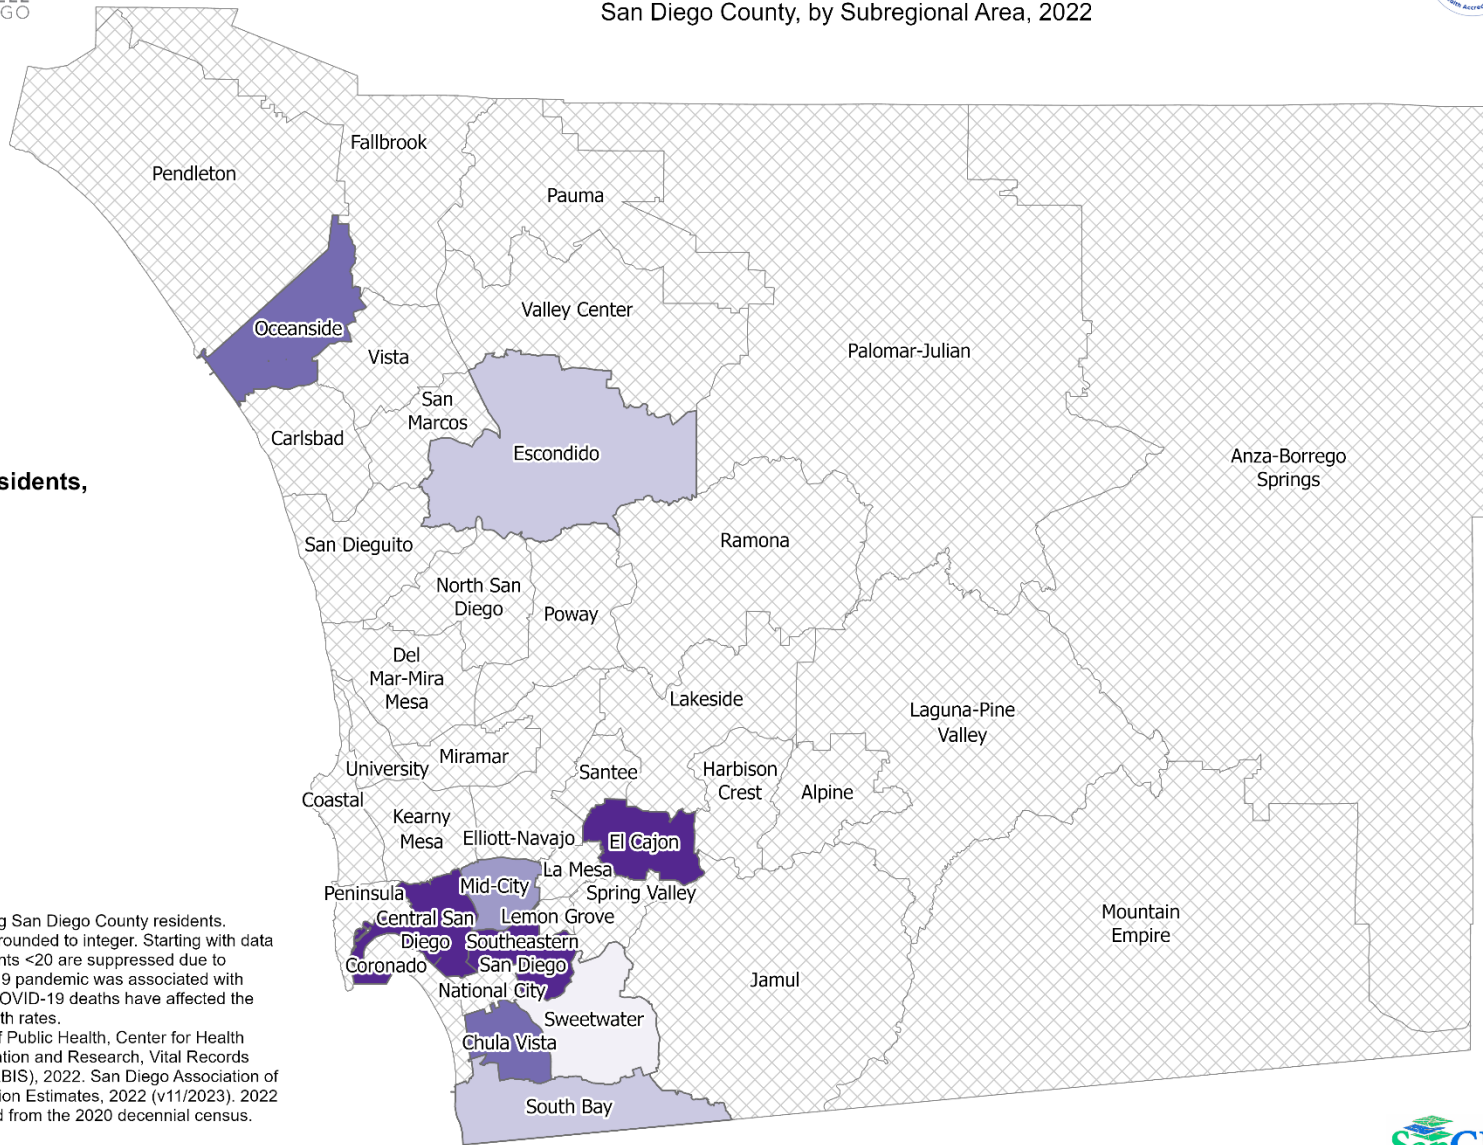 GO
San Diego County, by Subregional Area, 2022
Fallbrook
Pendleton
Pauma
Valley Center
Oceanside
Vista
Palomar-Julian
San
Marcos
Carlsbad
Escondido
Anza-Borrego
Springs
sidents,
San Dieguito
Ramona
North San
Diego
Poway
Del
Mar-Mira
Mesa
Lakeside
Laguna-Pine
Valley
Miramar
University
Santee
Harbison
Crest
Alpine
Coastal
Kearny
Mesa
Elliott-Navajo
El Cajon
La Mesa
Mid-City
Peninsula
Spring Valley
Central San
Diego
Lemon Grove
Southeastern
San Diego
Coronado
National City
Mountain
Empire
Jamul
Sweetwater
Chula Vista
South Bay
g San Diego County residents.
rounded to integer. Starting with data
nts <20 are suppressed due to
9 pandemic was associated with
OVID-19 deaths have affected the
th rates.
f Public Health, Center for Health
ation and Research, Vital Records
BIS), 2022. San Diego Association of
ion Estimates, 2022 (v11/2023). 2022
d from the 2020 decennial census.